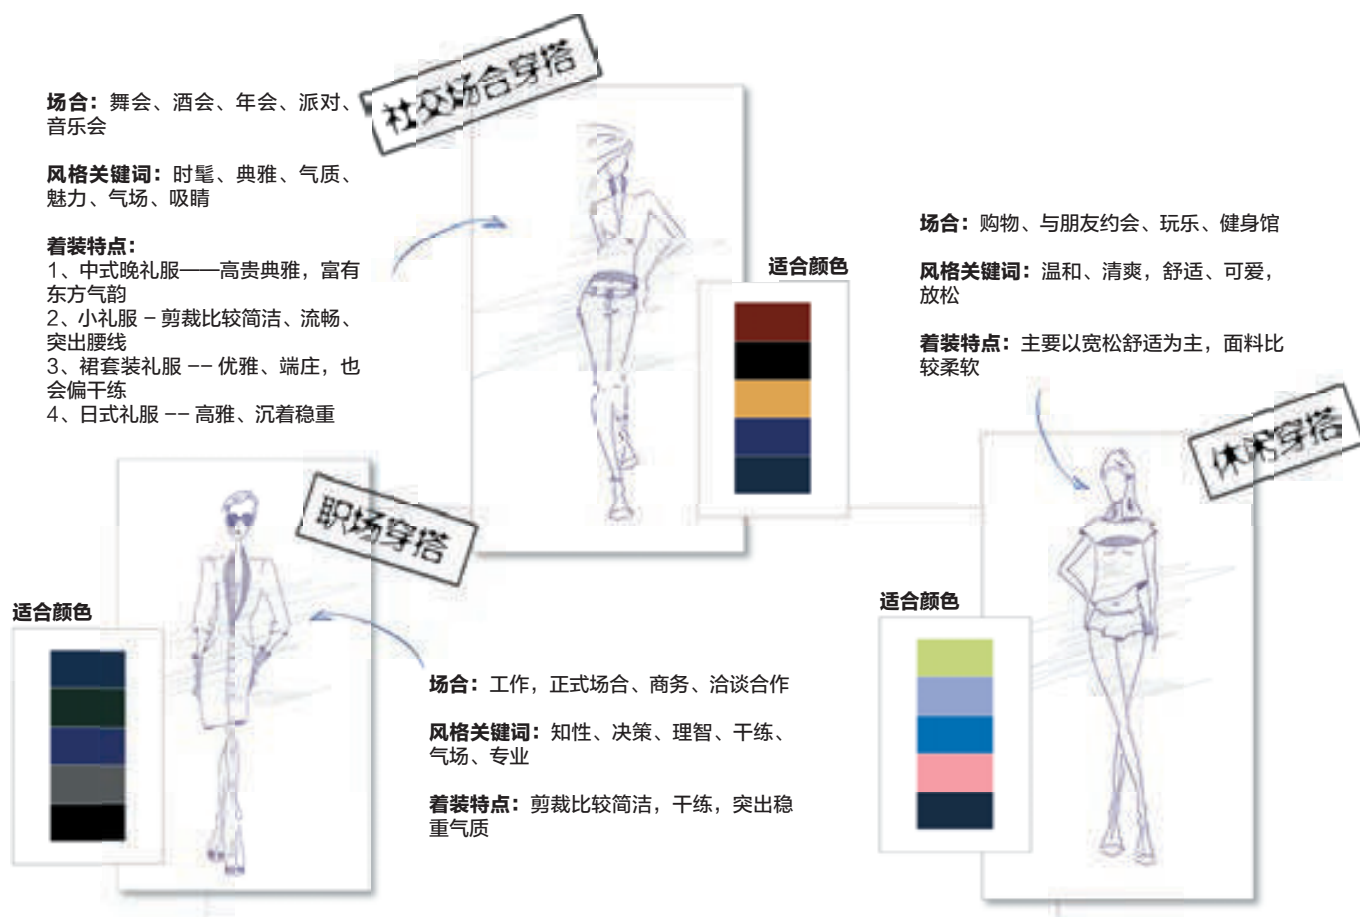 社交场合穿搭
场合：舞会、酒会、年会、派对、
音乐会
风格关键词：时髦、典雅、气质、
魅力、气场、吸睛
着装特点：
1、中式晚礼服——高贵典雅，富有
东方气韵
2、小礼服 – 剪裁比较简洁、流畅、
突出腰线
3、裙套装礼服 -- 优雅、端庄，也
会偏干练
4、日式礼服 -- 高雅、沉着稳重
适合颜色
场合：购物、与朋友约会、玩乐、健身馆
风格关键词：温和、清爽，舒适、可爱，
放松
着装特点：主要以宽松舒适为主，面料比
较柔软
休闲穿搭
适合颜色
职场穿搭
适合颜色
场合：工作，正式场合、商务、洽谈合作
风格关键词：知性、决策、理智、干练、
气场、专业
着装特点：剪裁比较简洁，干练，突出稳
重气质